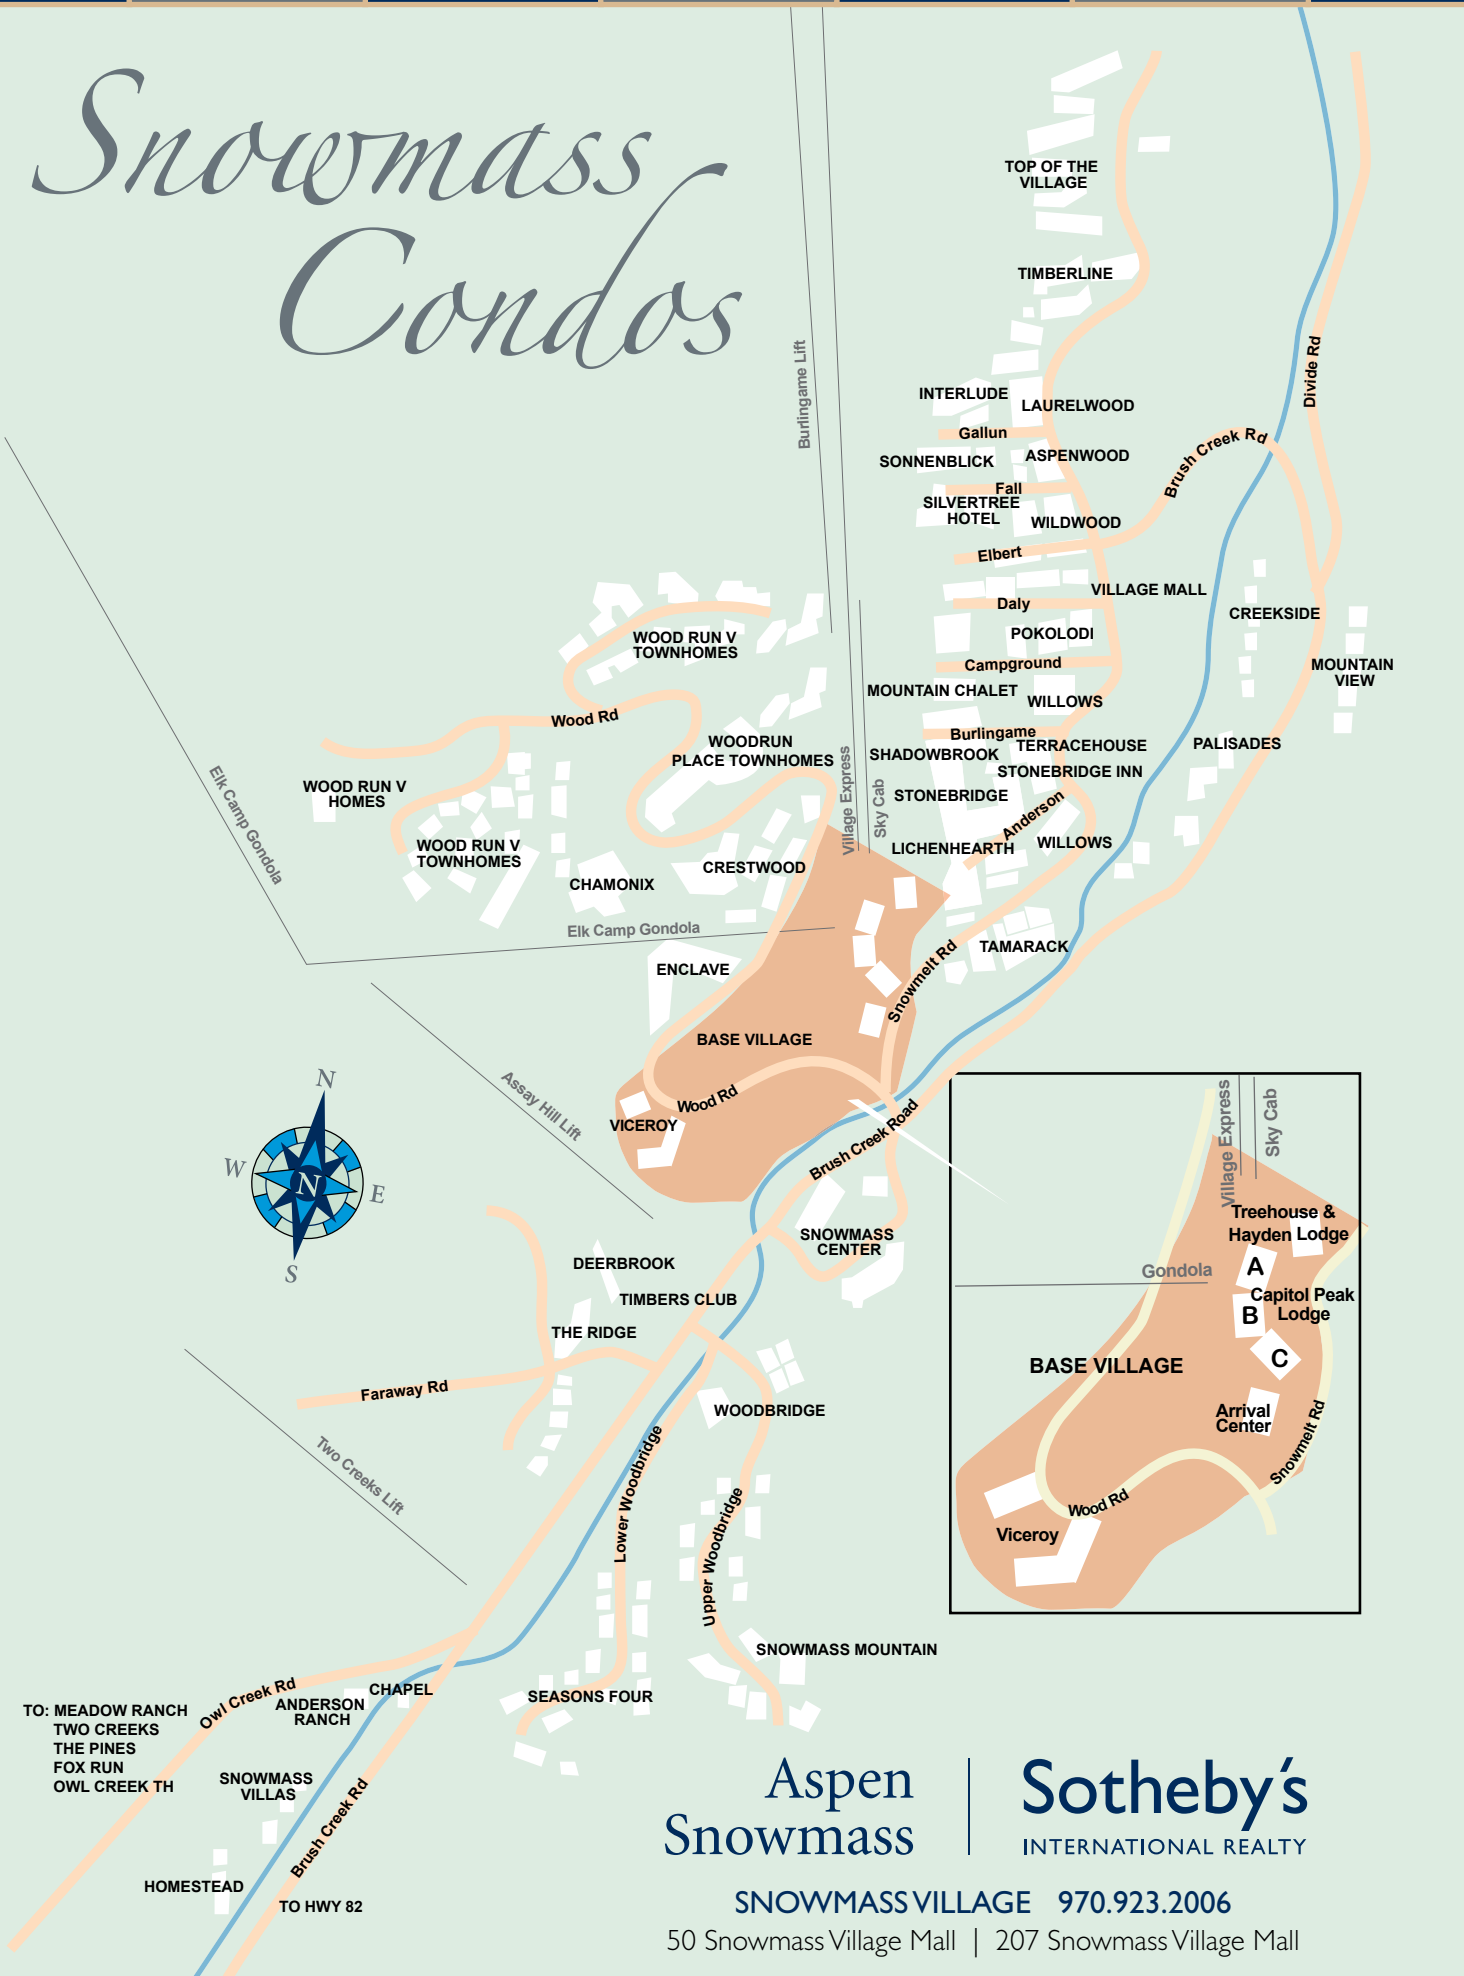 Snowmass
Condos
TOP OF THE
VILLAGE
TIMBERLINE
Burlingame Lift
Divide Rd
INTERLUDE
LAURELWOOD
Gallun
Brush Creek Rd
SONNENBLICK
ASPENWOOD
Fall
SILVERTREE
HOTEL
WILDWOOD
Elbert
VILLAGE MALL
Daly
CREEKSIDE
POKOLODI
WOOD RUN V
TOWNHOMES
Campground
MOUNTAIN
VIEW
MOUNTAIN CHALET
WILLOWS
Wood Rd
Burlingame
WOODRUN
PLACE TOWNHOMES
SHADOWBROOK
TERRACEHOUSE
PALISADES
STONEBRIDGE INN
Village Express
Sky Cab
Elk Camp Gondola
WOOD RUN V
HOMES
STONEBRIDGE
Anderson
WOOD RUN V
TOWNHOMES
LICHENHEARTH
WILLOWS
CRESTWOOD
CHAMONIX
Elk Camp Gondola
TAMARACK
ENCLAVE
Snowmelt Rd
BASE VILLAGE
Assay Hill Lift
Wood Rd
VICEROY
Brush Creek Road
N
W
N
E
S
SNOWMASS
CENTER
DEERBROOK
TIMBERS CLUB
THE RIDGE
Faraway Rd
WOODBRIDGE
Two Creeks Lift
Lower Woodbridge
Upper Woodbridge
Village Express
Sky Cab
Treehouse &
Hayden Lodge
Gondola
A
Capitol Peak
Lodge
B
C
BASE VILLAGE
Arrival
Center
Snowmelt Rd
Wood Rd
Viceroy
SNOWMASS MOUNTAIN
SEASONS FOUR
Owl Creek Rd
CHAPEL
ANDERSON
RANCH
TO: MEADOW RANCH
TWO CREEKS
THE PINES
FOX RUN
OWL CREEK TH
SNOWMASS
VILLAS
Brush Creek Rd
HOMESTEAD
TO HWY 82
Aspen
Snowmass
Sotheby's
INTERNATIONAL REALTY
SNOWMASS VILLAGE 970.923.2006
50 Snowmass Village Mall | 207 Snowmass Village Mall